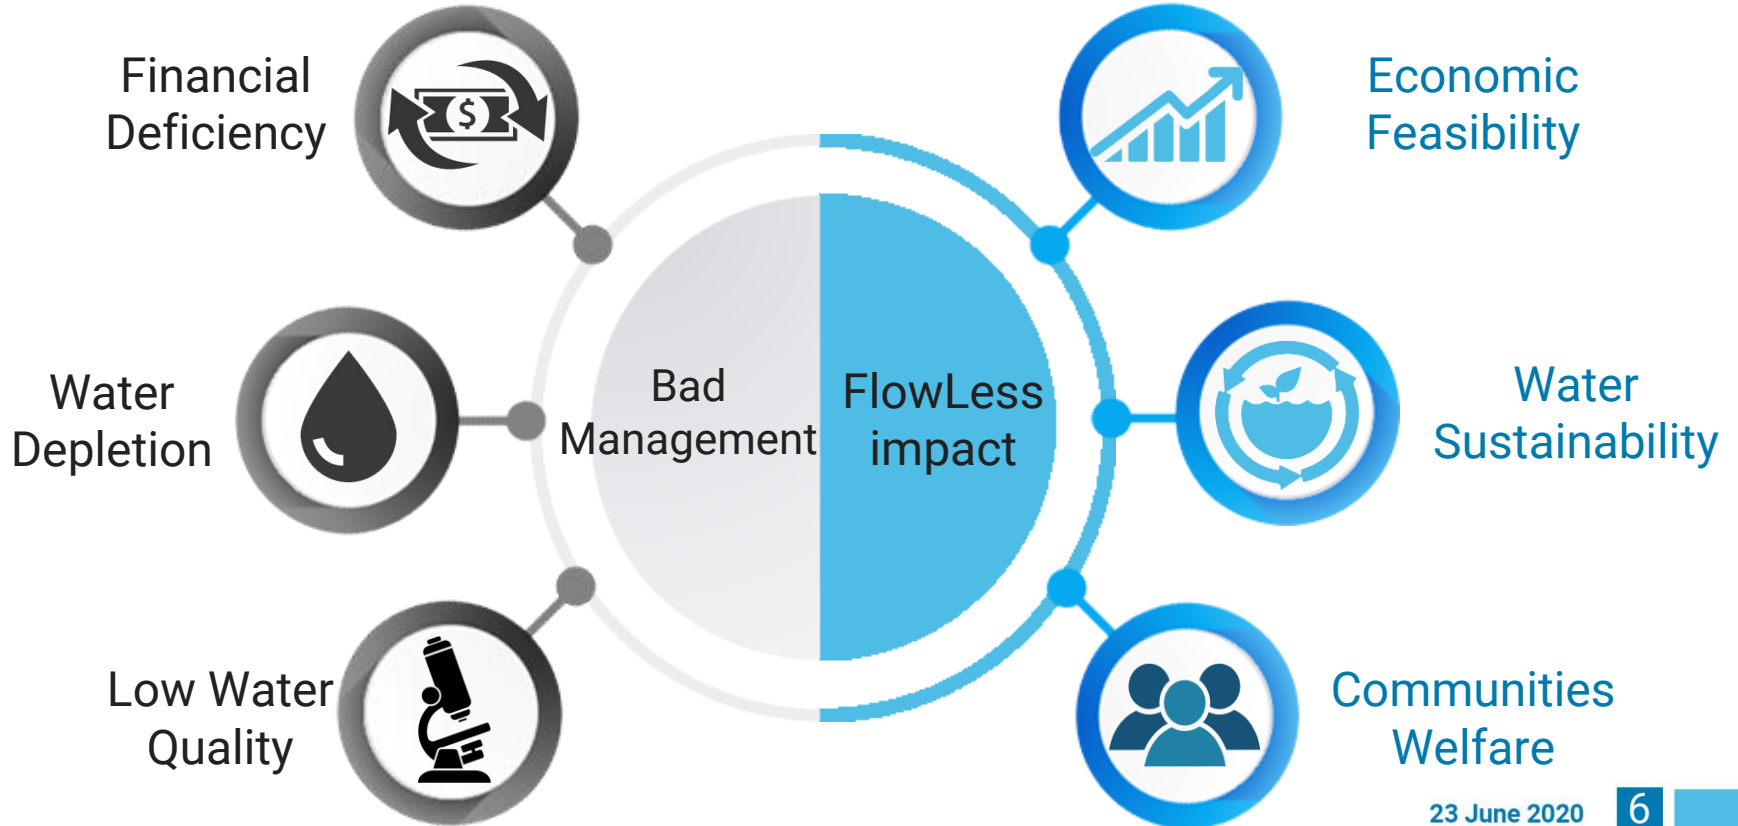 Financial
Deficiency
$
Water
Depletion
Low Water
Quality
Bad
Management
FlowLess
impact
Economic
Feasibility
Water
Sustainability
Communities
Welfare
23 June 2020
6